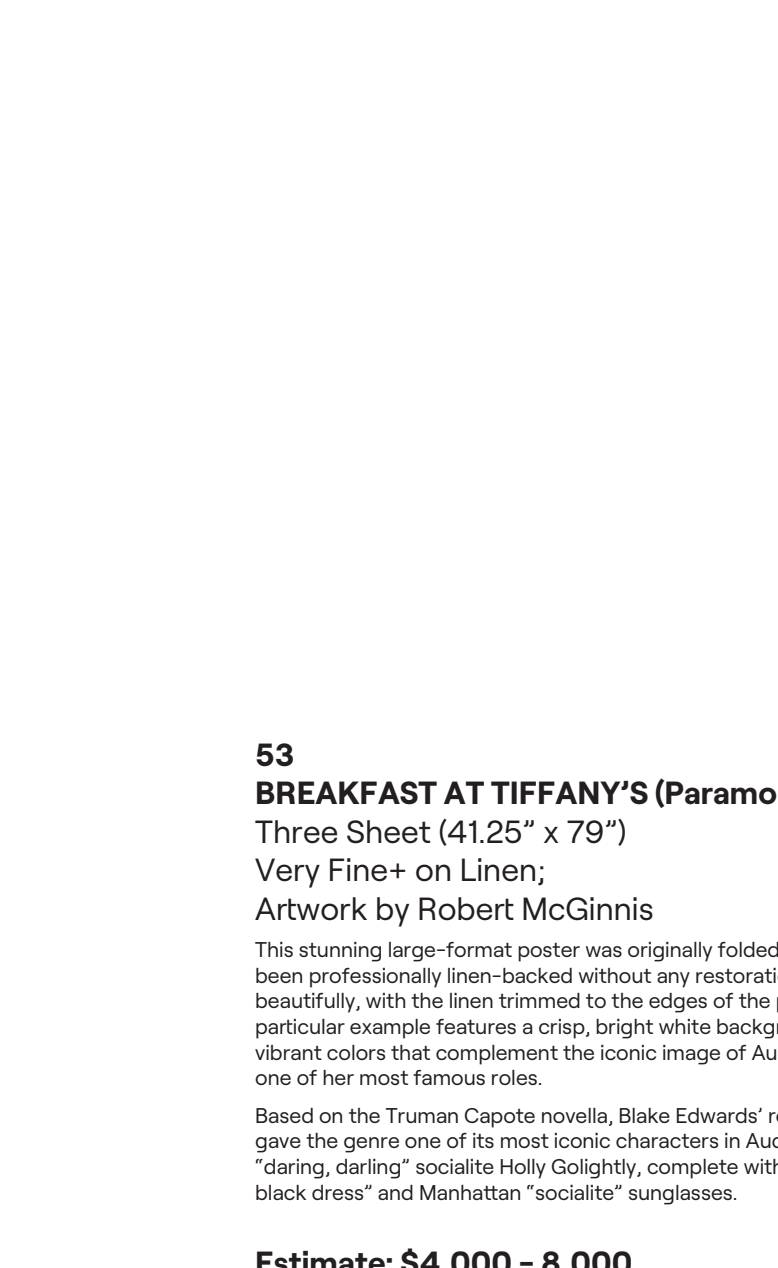 53
BREAKFAST AT TIFFANY’S (Paramo
Three Sheet (41.25” x 79”)
Very Fine+ on Linen;
Artwork by Robert McGinnis
This stunning large-format poster was originally folded
been professionally linen-backed without any restorati
beautifully, with the linen trimmed to the edges of the
particular example features a crisp, bright white backg
vibrant colors that complement the iconic image of Au
one of her most famous roles.
Based on the Truman Capote novella, Blake Edwards’ r
gave the genre one of its most iconic characters in Aud
“daring, darling” socialite Holly Golightly, complete with
black dress” and Manhattan “socialite” sunglasses.
Estimate: $4,000 - 8,000